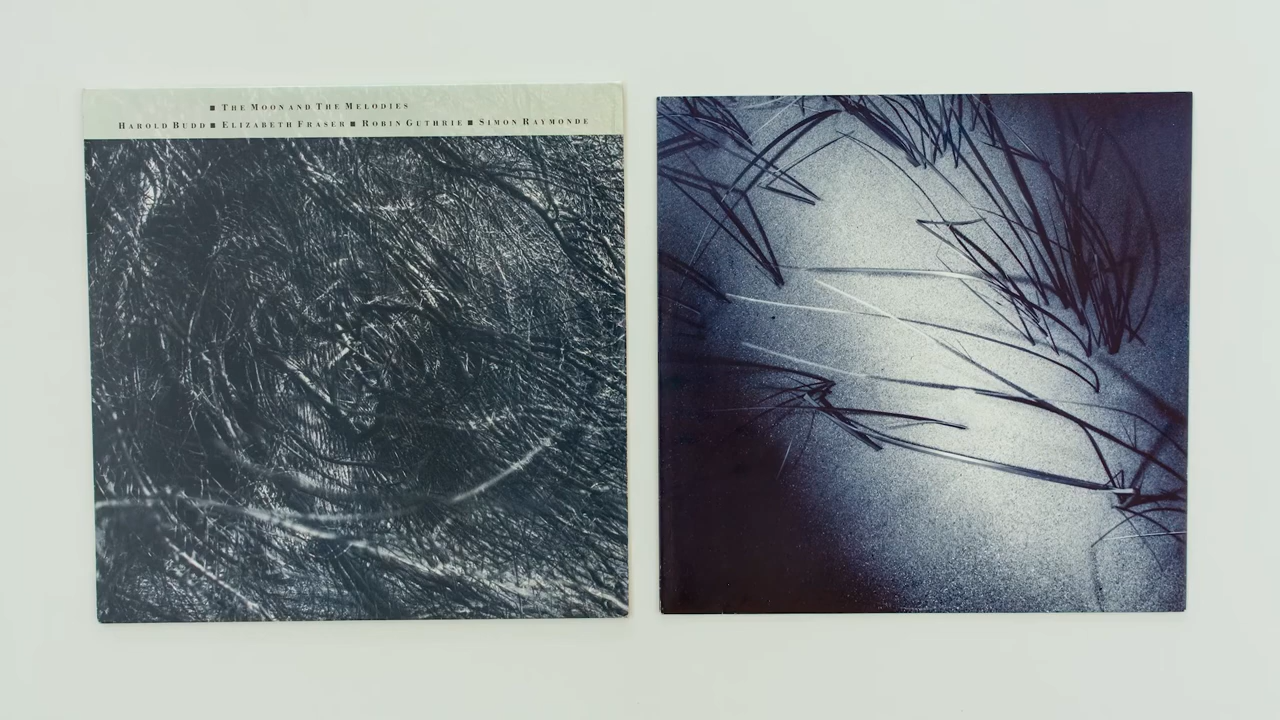 ■ The Moon and The Melodies
Harold Budd ■ Elizabeth Fraser ■ Robin Guthrie ■ Simon Raymonde